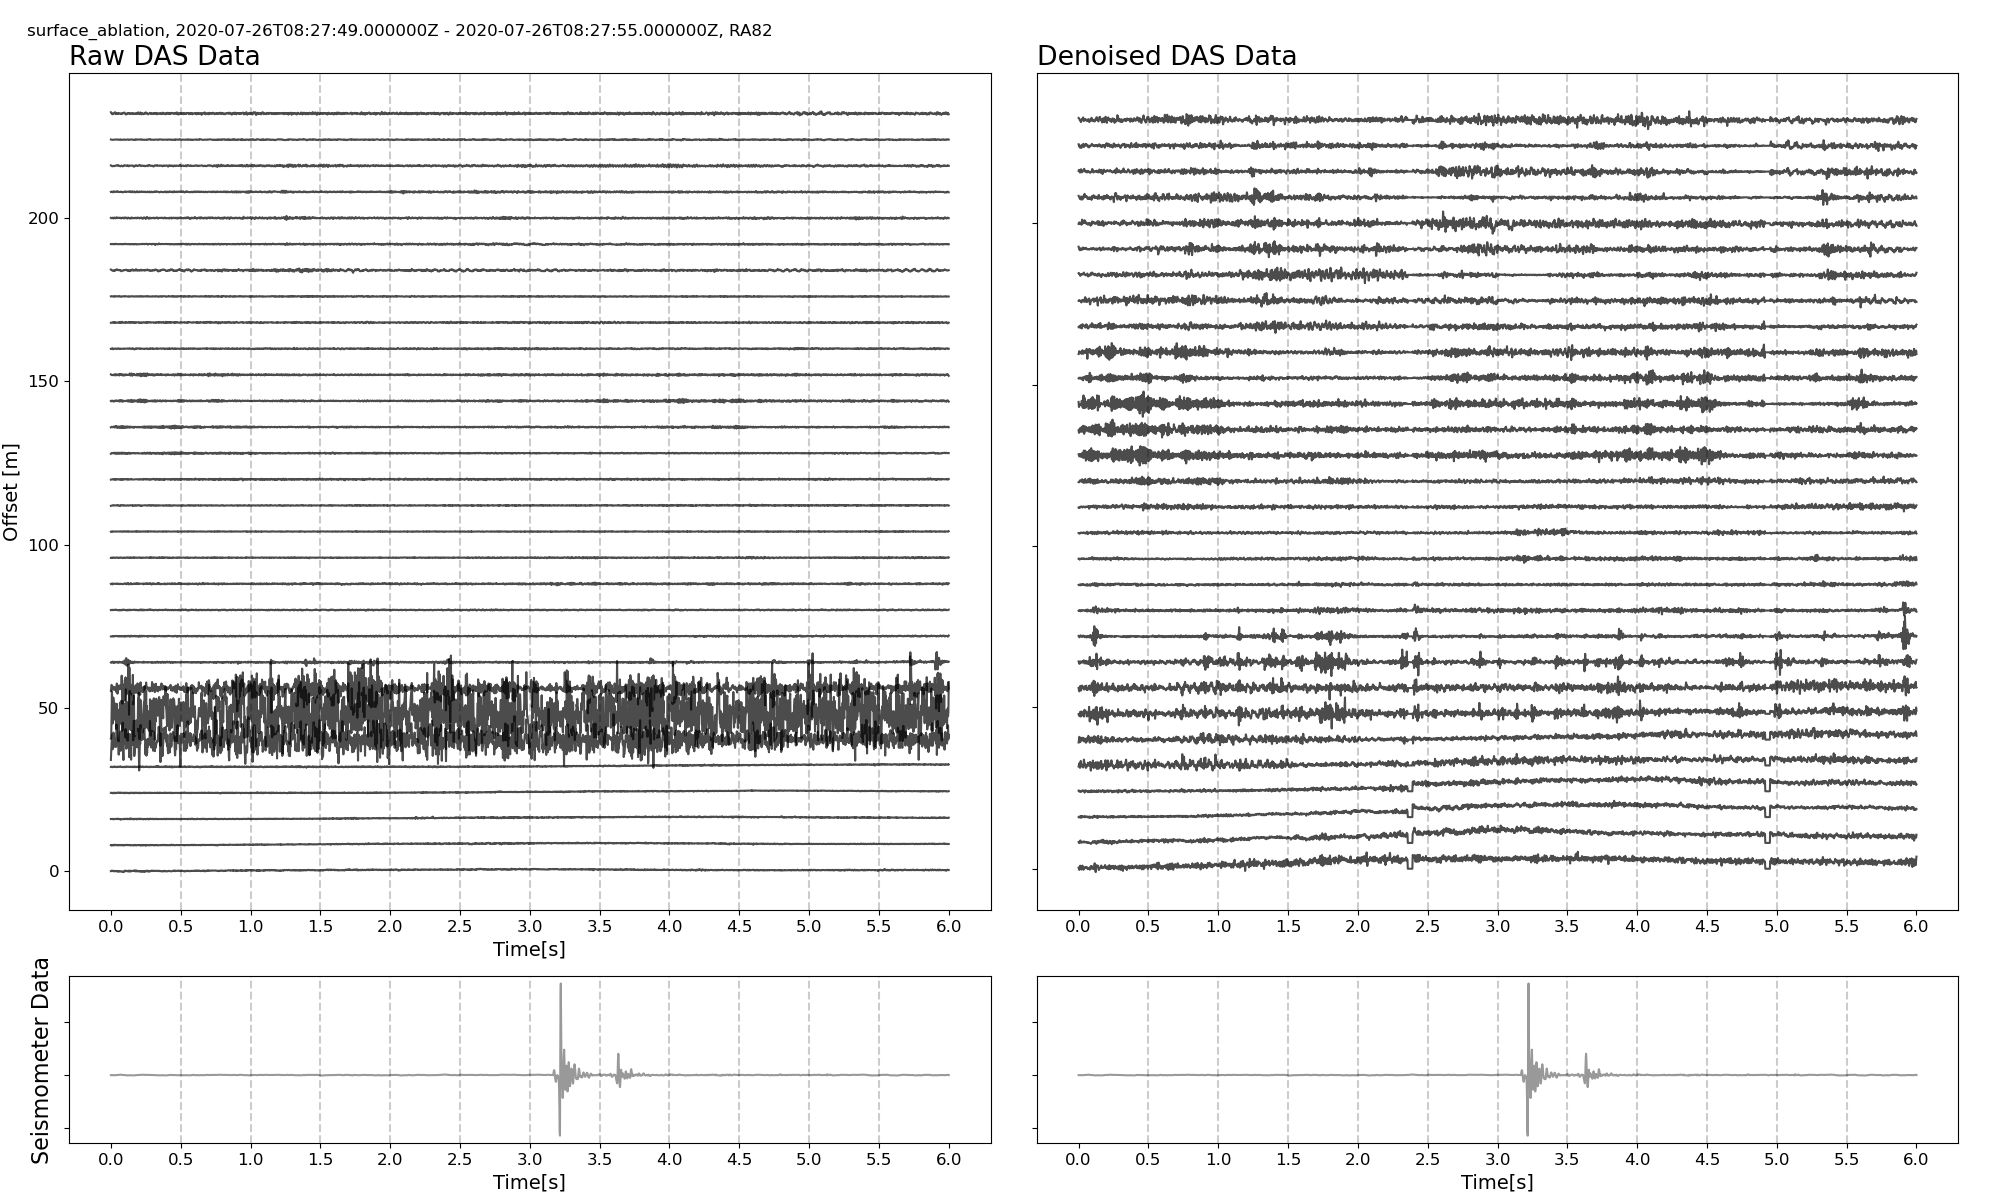 surface_ablation, 2020-07-26T08:27:49.000000Z - 2020-07-26T08:27:55.000000Z, RA82
Raw DAS Data
Denoised DAS Data
Offset [m]
200
150
100
50
0
0.0 0.5 1.0 1.5 2.0 2.5 3.0 3.5 4.0 4.5 5.0 5.5 6.0
Time[s]
0.0 0.5 1.0 1.5 2.0 2.5 3.0 3.5 4.0 4.5 5.0 5.5 6.0
Seismometer Data
0.0 0.5 1.0 1.5 2.0 2.5 3.0 3.5 4.0 4.5 5.0 5.5 6.0
Time[s]
0.0 0.5 1.0 1.5 2.0 2.5 3.0 3.5 4.0 4.5 5.0 5.5 6.0
Time[s]